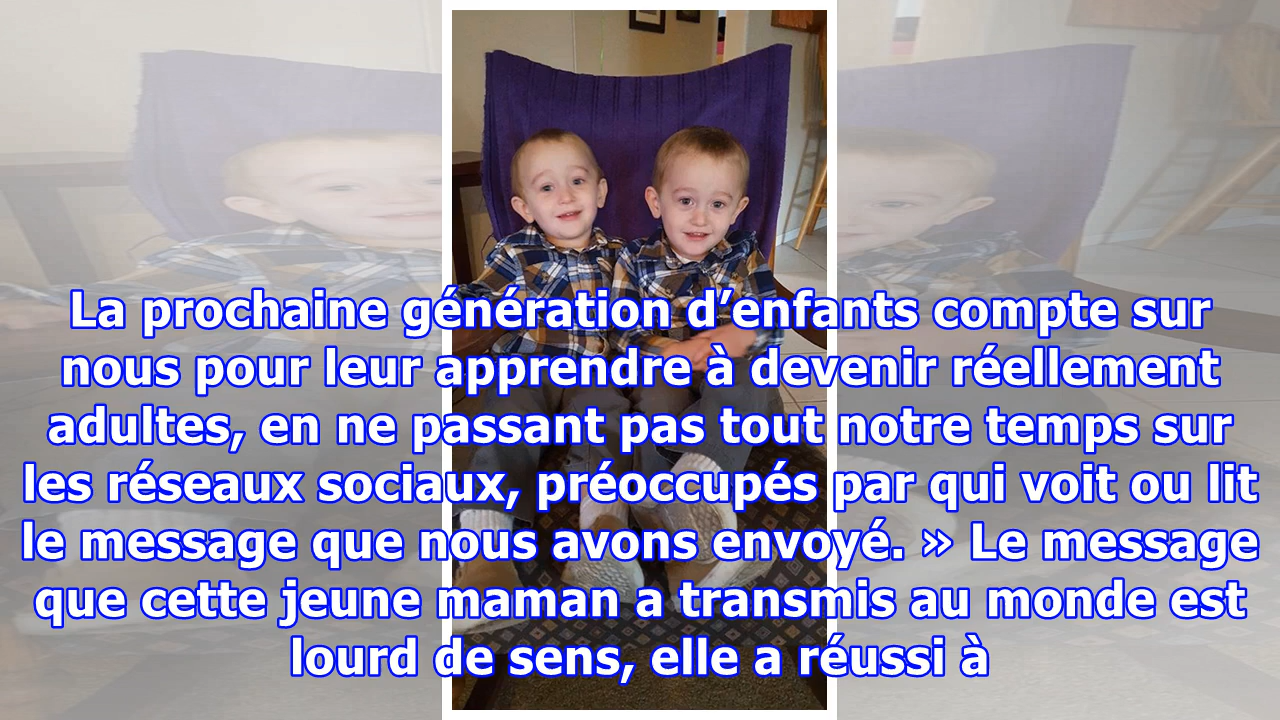 La prochaine génération d’enfants compte sur
nous pour leur apprendre à devenir réellement
adultes, en ne passant pas tout notre temps sur
les réseaux sociaux, préoccupés par qui voit ou lit
le message que nous avons envoyé. » Le message
que cette jeune maman a transmis au monde est
lourd de sens, elle a réussi à